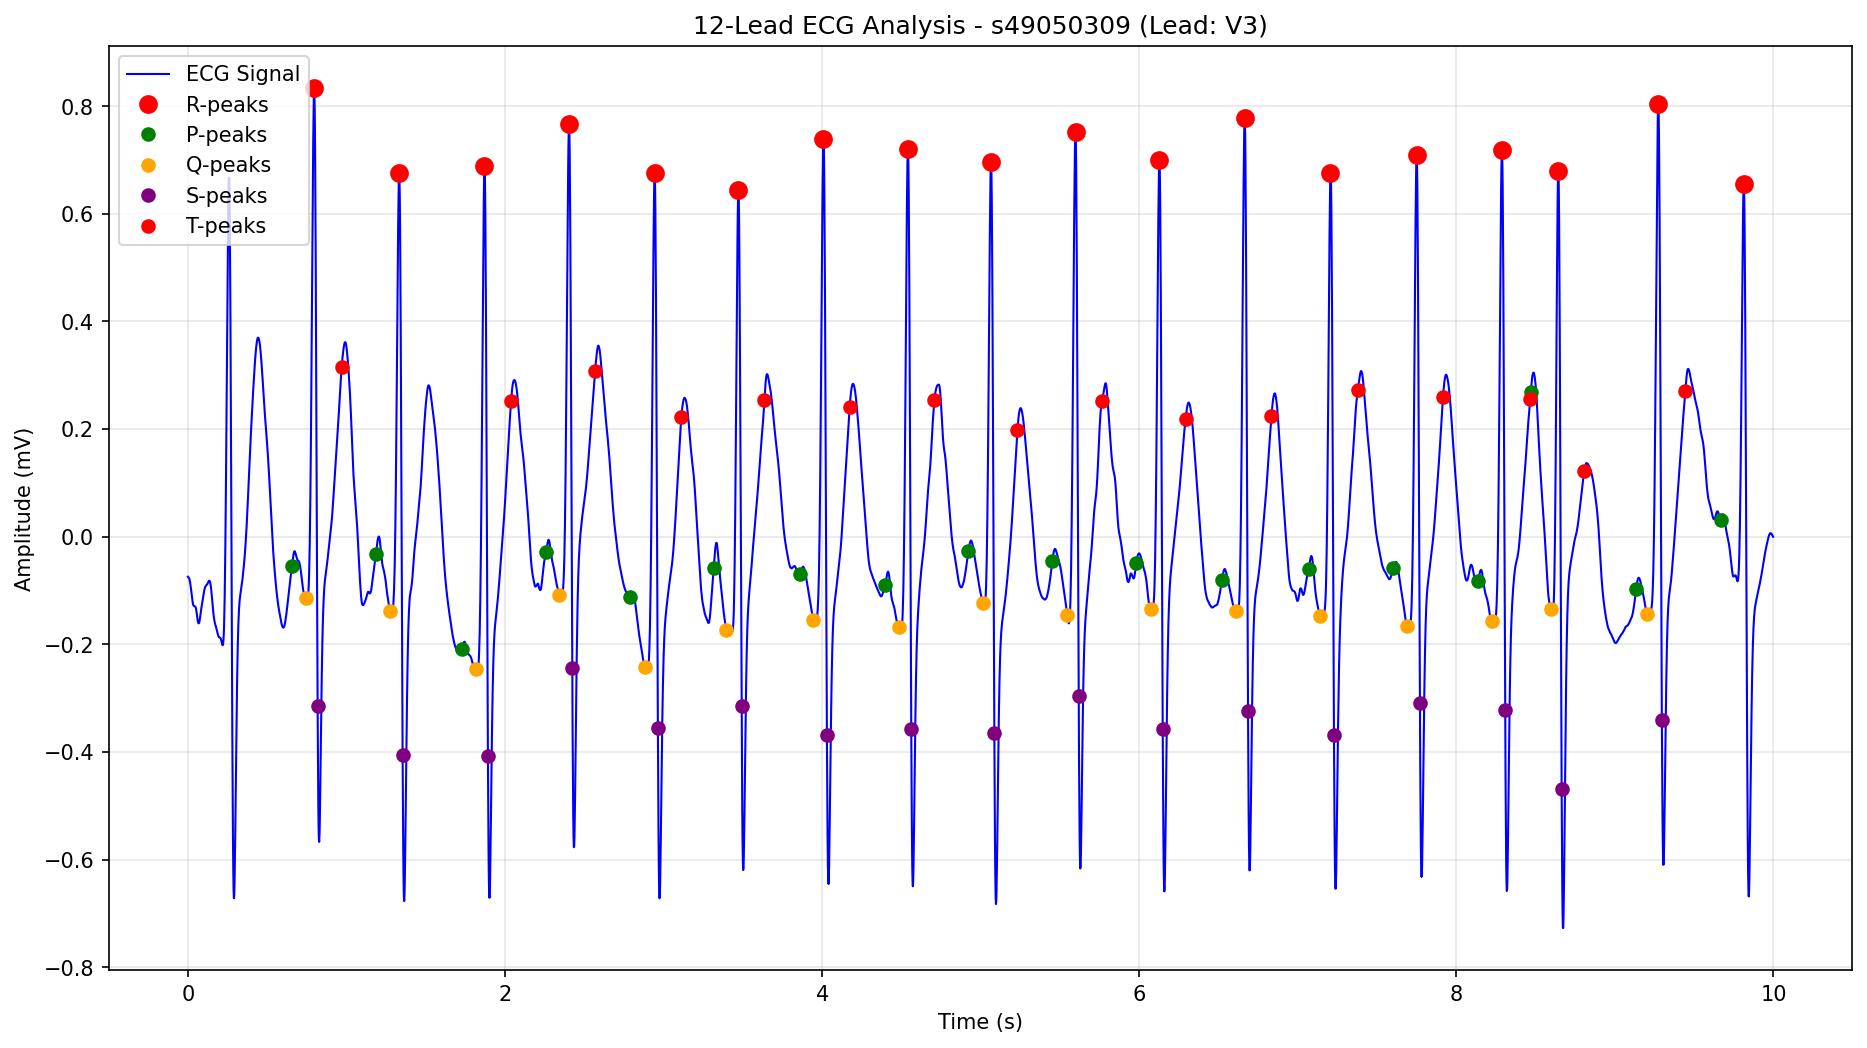 12-Lead ECG Analysis - s49050309 (Lead: V3)
ECG Signal
R-peaks
P-peaks
Q-peaks
S-peaks
T-peaks
Amplitude (mV)
0.8
0.6
0.4
0.2
0.0
−0.2
−0.4
−0.6
−0.8
0 2 4 6 8 10
Time (s)